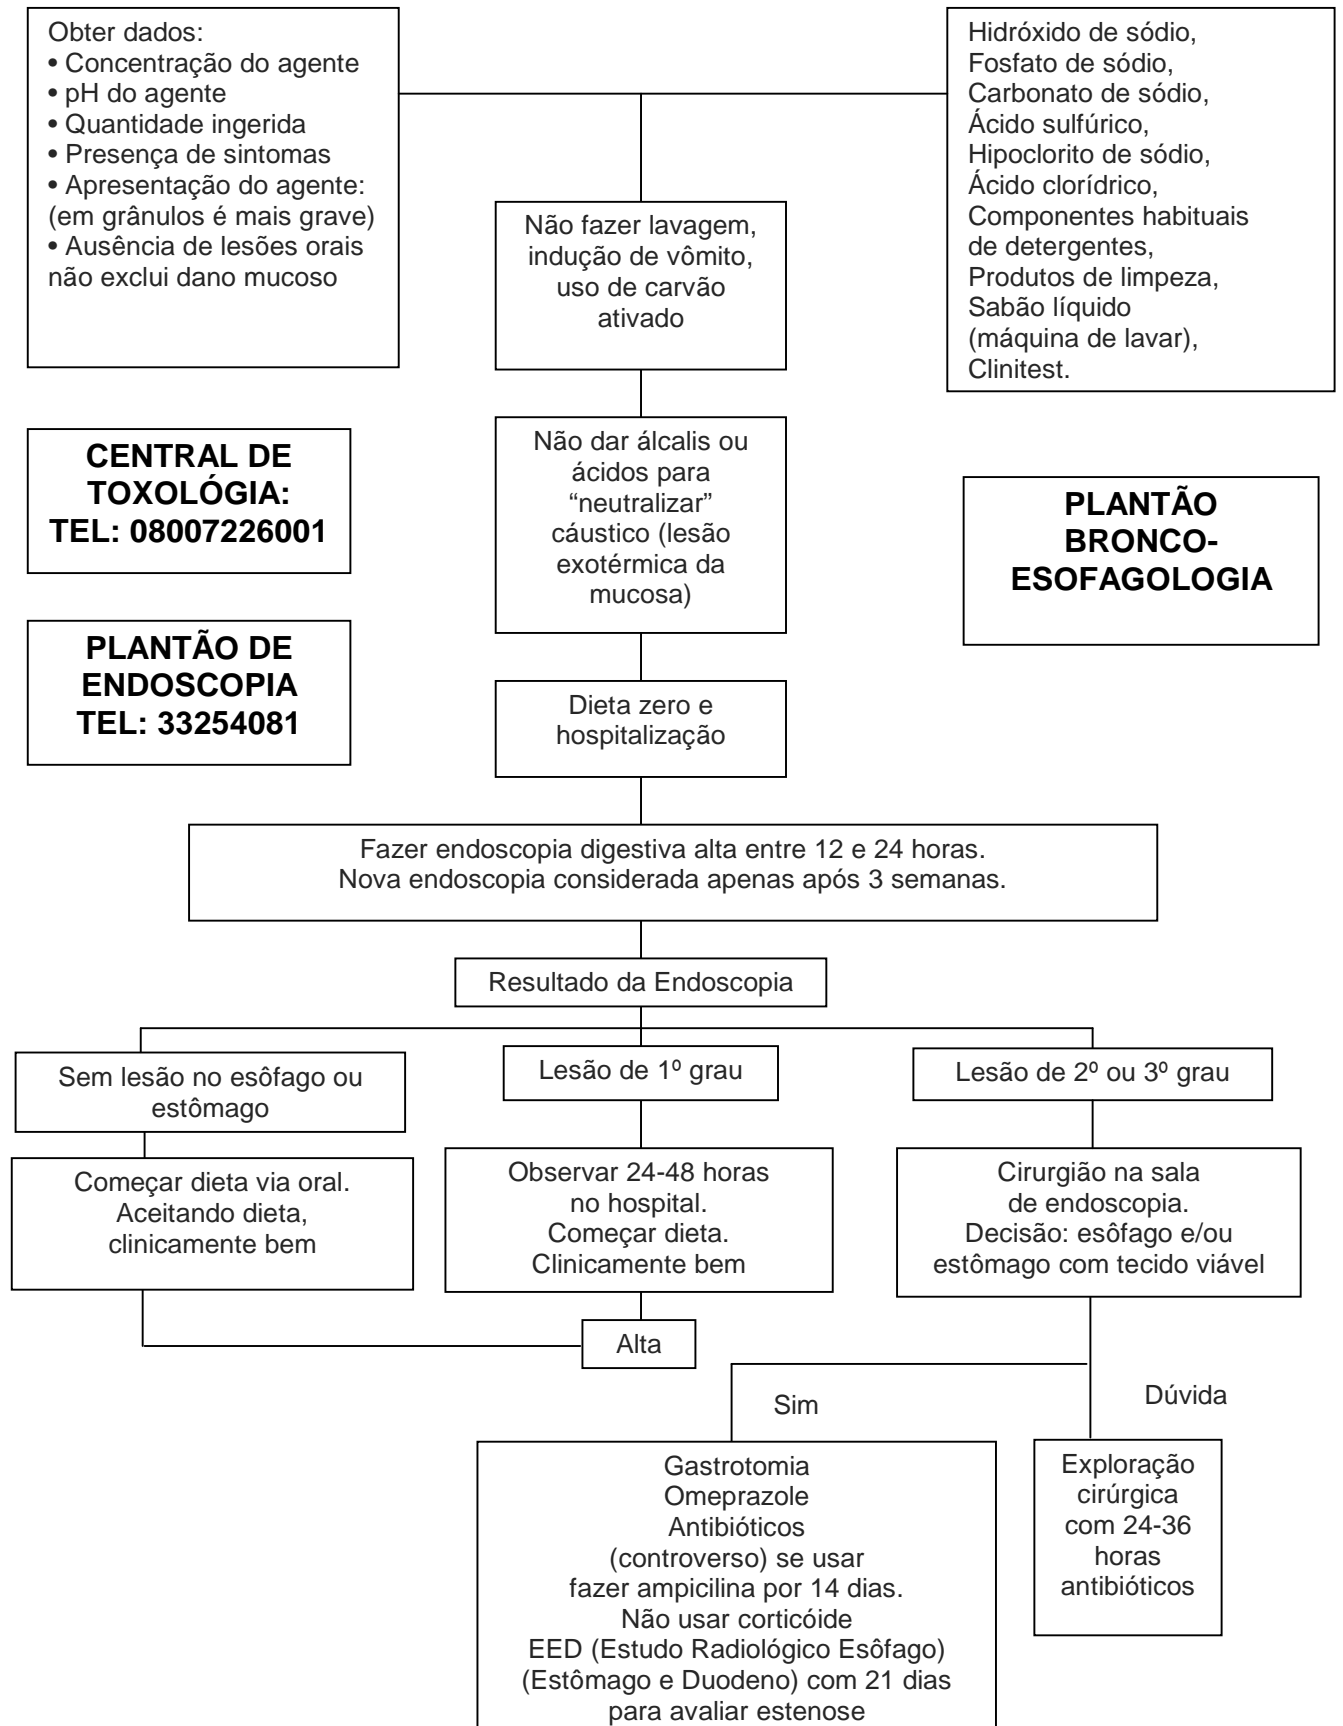 Obter dados:
• Concentração do agente
• pH do agente
• Quantidade ingerida
• Presença de sintomas
• Apresentação do agente:
(em grânulos é mais grave)
• Ausência de lesões orais
não exclui dano mucoso
Hidróxido de sódio,
Fosfato de sódio,
Carbonato de sódio,
Ácido sulfúrico,
Hipoclorito de sódio,
Ácido clorídrico,
Componentes habituais
de detergentes,
Produtos de limpeza,
Sabão líquido
(máquina de lavar),
Clinitest.
Não fazer lavagem,
indução de vômito,
uso de carvão
ativado
CENTRAL DE
TOXOLÓGIA:
TEL: 08007226001
Não dar álcalis ou
ácidos para
“neutralizar”
cáustico (lesão
exotérmica da
mucosa)
PLANTÃO
BRONCO-
ESOFAGOLOGIA
PLANTÃO DE
ENDOSCOPIA
TEL: 33254081
Dieta zero e
hospitalização
Fazer endoscopia digestiva alta entre 12 e 24 horas.
Nova endoscopia considerada apenas após 3 semanas.
Resultado da Endoscopia
Sem lesão no esôfago ou
estômago
Lesão de 1º grau
Lesão de 2º ou 3º grau
Começar dieta via oral.
Aceitando dieta,
clinicamente bem
Observar 24-48 horas
no hospital.
Começar dieta.
Clinicamente bem
Cirurgião na sala
de endoscopia.
Decisão: esôfago e/ou
estômago com tecido viável
Alta
Sim
Dúvida
Gastrotomia
Omeprazole
Antibióticos
(controverso) se usar
fazer ampicilina por 14 dias.
Não usar corticóide
EED (Estudo Radiológico Esôfago)
(Estômago e Duodeno) com 21 dias
para avaliar estenose
Exploração
cirúrgica
com 24-36
horas
antibióticos